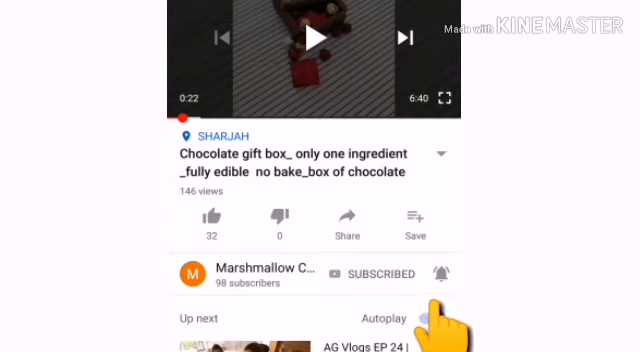 Made with KINEMASTER
0:22
6:40
SHARJAH
Chocolate gift box_ only one ingredient
_fully edible no bake_box of chocolate
146 views
32
0
Share
Save
M
Marshmallow C...
SUBSCRIBED
98 subscribers
Up next
Autoplay
AG Vlogs EP 24 |